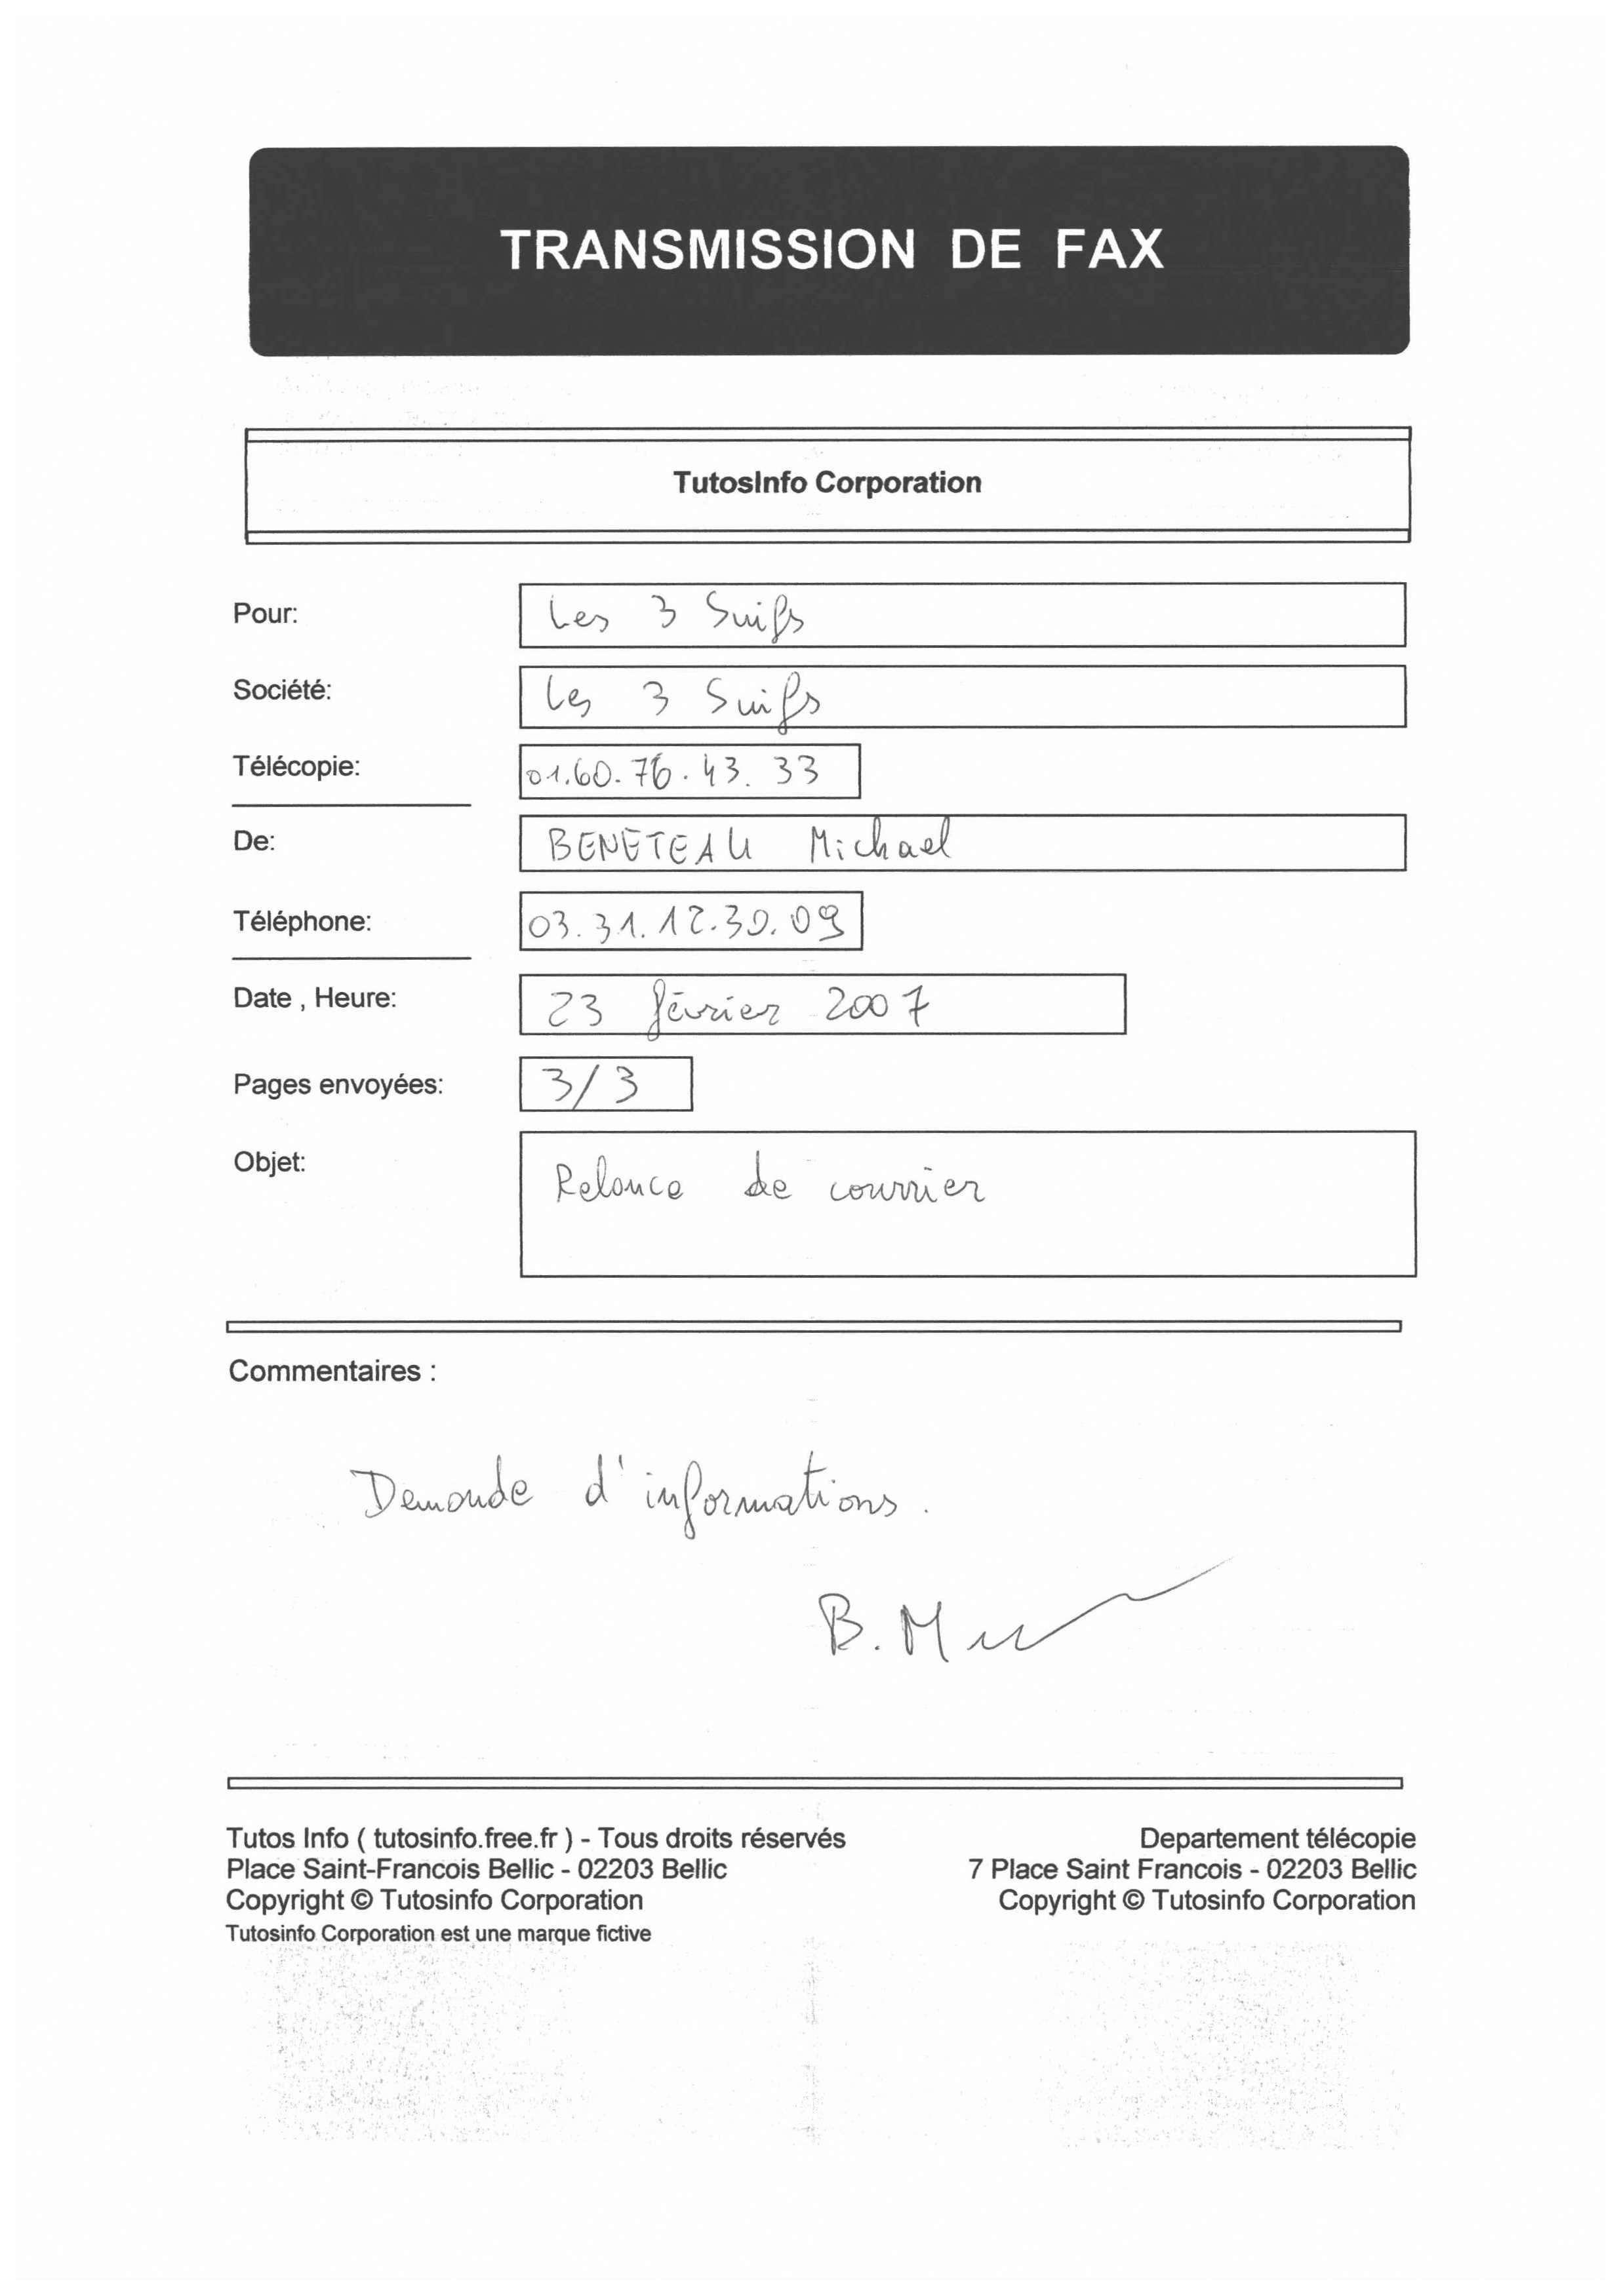 TRANSMISSION DE FAX
TutosInfo Corporation
Pour: Les 3 Suifs
Société: Les 3 Suifs
Télécopie: 01.60.76.43.33
De: BENETEAU Michael
Téléphone: 03.31.12.30.09
Date , Heure: 23 février 2007
Pages envoyées: 3/3
Objet: Relance de courrier
Commentaires :
Demande d'informations.
B. M
Tutos Info ( tutosinfo.free.fr ) - Tous droits réservés
Place Saint-Francois Bellic - 02203 Bellic
Copyright © Tutosinfo Corporation
Tutosinfo Corporation est une marque fictive
Departement télécopie
7 Place Saint Francois - 02203 Bellic
Copyright © Tutosinfo Corporation